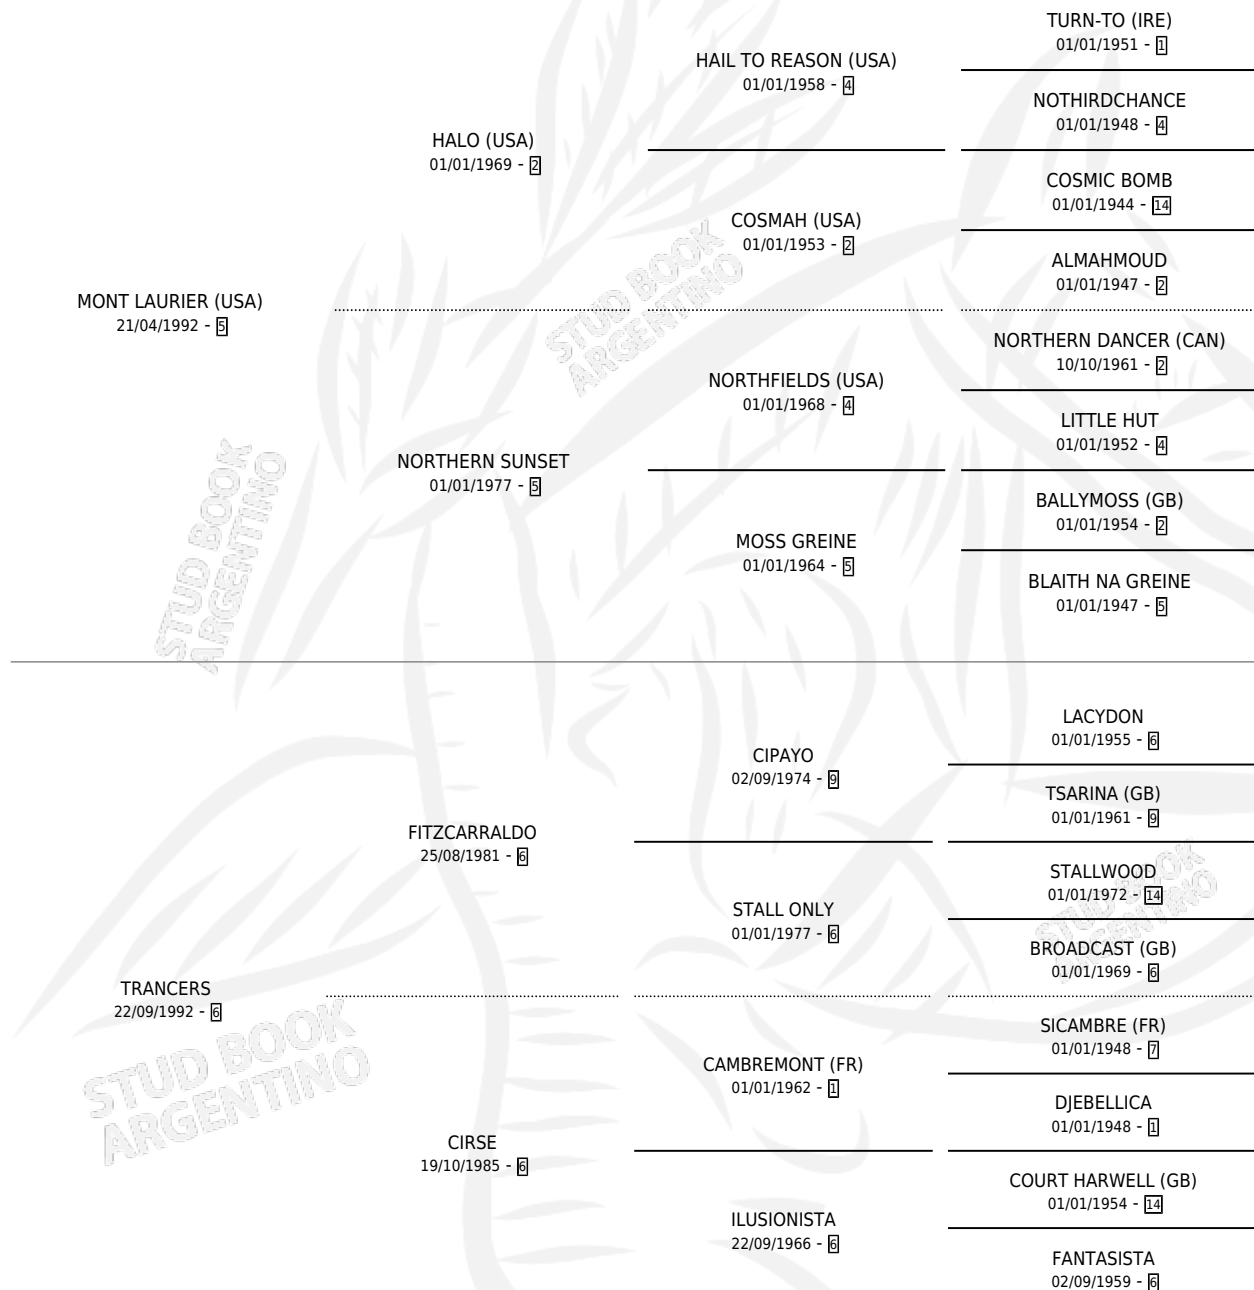 TURN-TO (IRE)
01/01/1951 - 1
HAIL TO REASON (USA)
01/01/1958 - 4
NOTHIRDCHANCE
01/01/1948 - 4
HALO (USA)
01/01/1969 - 2
COSMIC BOMB
01/01/1944 - 14
COSMAH (USA)
01/01/1953 - 2
ALMAHMOUD
01/01/1947 - 2
MONT LAURIER (USA)
21/04/1992 - 5
NORTHERN DANCER (CAN)
10/10/1961 - 2
NORTHFIELDS (USA)
01/01/1968 - 4
LITTLE HUT
01/01/1952 - 4
NORTHERN SUNSET
01/01/1977 - 5
BALLYMOSS (GB)
01/01/1954 - 2
MOSS GREINE
01/01/1964 - 5
BLAITH NA GREINE
01/01/1947 - 5
LACYDON
01/01/1955 - 6
CIPAYO
02/09/1974 - 9
TSARINA (GB)
01/01/1961 - 9
FITZCARRALDO
25/08/1981 - 6
STALLWOOD
01/01/1972 - 14
STALL ONLY
01/01/1977 - 6
BROADCAST (GB)
01/01/1969 - 6
TRANCERS
22/09/1992 - 6
SICAMBRE (FR)
01/01/1948 - 7
CAMBREMONT (FR)
01/01/1962 - 1
DJEBELLICA
01/01/1948 - 1
CIRSE
19/10/1985 - 6
COURT HARWELL (GB)
01/01/1954 - 14
ILUSIONISTA
22/09/1966 - 6
FANTASISTA
02/09/1959 - 6
STUD BOOK
ARGENTINO
STUD BOOK
ARGENTINO
STUD BOOK
ARGENTINO
STUD BOOK
ARGENTINO